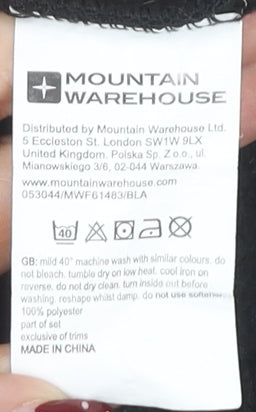 MOUNTAIN
WAREHOUSE
Distributed by Mountain Warehouse Ltd.
5 Eccleston St. London SW1W 9LX
United Kingdom. Polska Sp. Z o.o., ul.
Mianowskiego 3/6, 02-044 Warszawa.
www.mountainwarehouse.com
053044/MWF61483/BLA
40
GB: mild 40° machine wash with similar colours. do
not bleach. tumble dry on low heat. cool iron on
reverse. do not dry clean. turn inside out before
washing. reshape whilst damp. do not use softeners
100% polyester
part of set
exclusive of trims
MADE IN CHINA